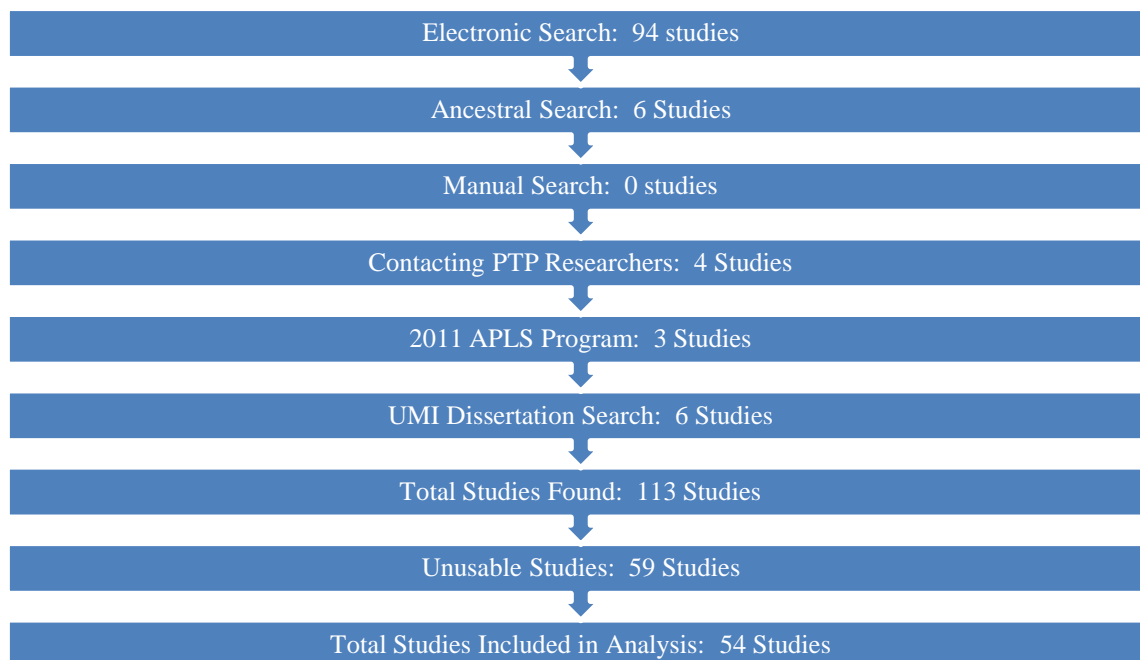 Electronic Search:  94 studies
Ancestral Search:  6 Studies
Manual Search:  0 studies
Contacting PTP Researchers:  4 Studies
2011 APLS Program:  3 Studies
UMI Dissertation Search:  6 Studies
Total Studies Found:  113 Studies
Unusable Studies:  59 Studies
Total Studies Included in Analysis:  54 Studies